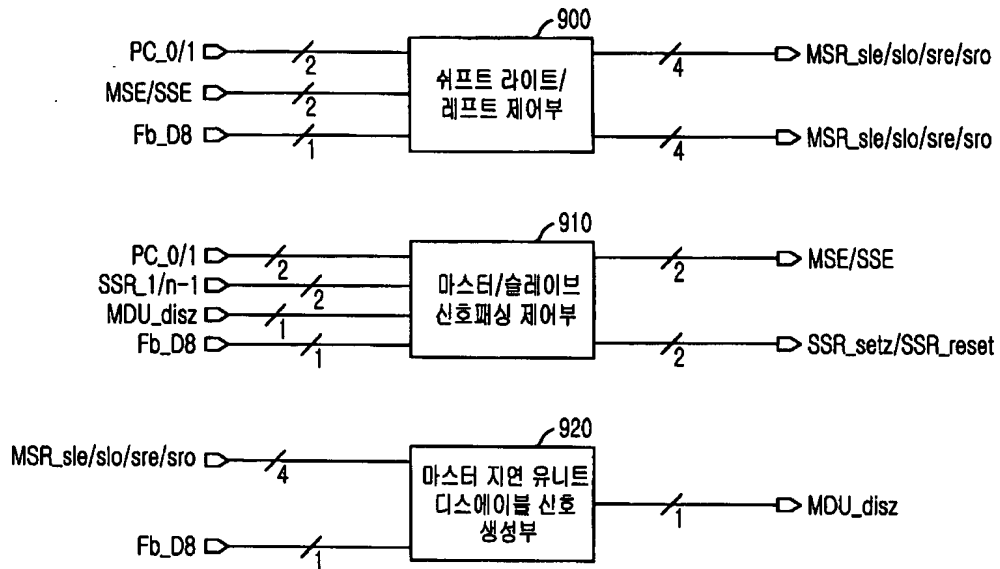 900
PC_0/1
2
MSE/SSE
2
Fb_D8
1
쉬프트 라이트/
레프트 제어부
4
MSR_sle/slo/sre/sro
4
MSR_sle/slo/sre/sro
910
PC_0/1
2
SSR_1/n-1
2
MDU_disz
1
Fb_D8
1
마스터/슬레이브
신호패싱 제어부
2
MSE/SSE
2
SSR_setz/SSR_reset
920
MSR_sle/slo/sre/sro
4
Fb_D8
1
마스터 지연 유니트
디스에이블 신호
생성부
1
MDU_disz